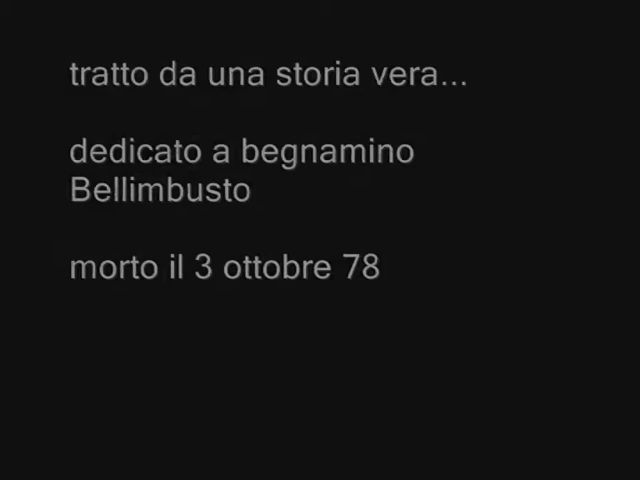 tratto da una storia vera...
dedicato a begnamino
Bellimbusto
morto il 3 ottobre 78